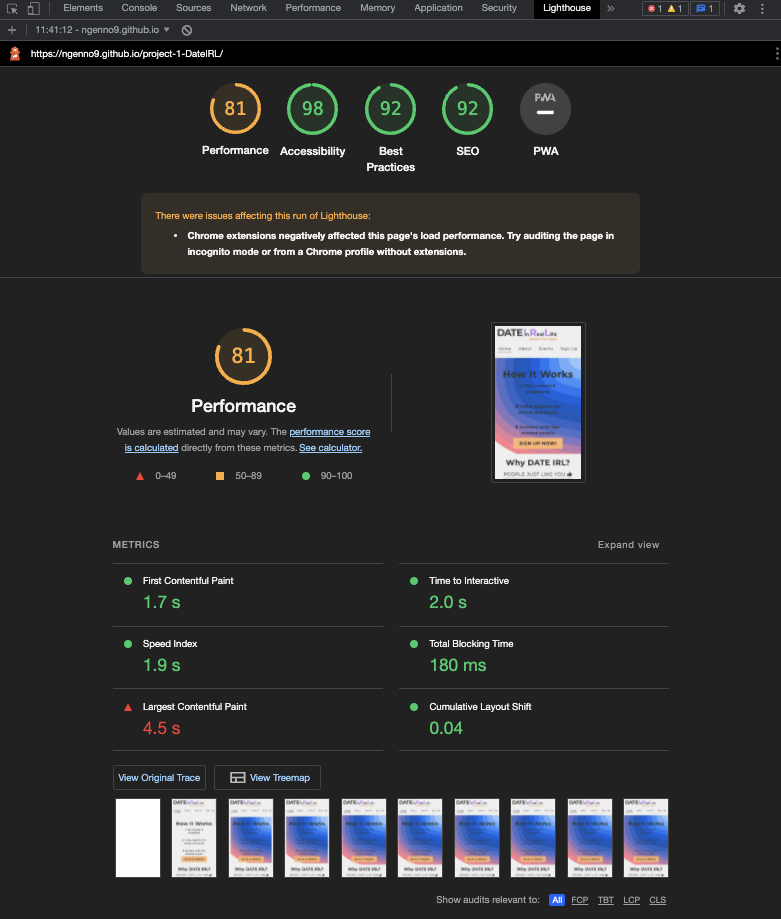 Elements Console Sources Network Performance Memory Application Security Lighthouse » 1 1 1
11:41:12 - ngenno9.github.io
https://ngenno9.github.io/project-1-DateIRL/
81 98 92 92 PWA
Performance Accessibility Best Practices SEO PWA
There were issues affecting this run of Lighthouse:
• Chrome extensions negatively affected this page's load performance. Try auditing the page in
incognito mode or from a Chrome profile without extensions.
81
Performance
Values are estimated and may vary. The performance score
is calculated directly from these metrics. See calculator.
0–49 50–89 90–100
DATE In Real Life
Home About Events Sign Up
How It Works
SIGN UP NOW!
Why DATE IRL?
PEOPLE JUST LIKE YOU
METRICS Expand view
First Contentful Paint Time to Interactive
1.7 s 2.0 s
Speed Index Total Blocking Time
1.9 s 180 ms
Largest Contentful Paint Cumulative Layout Shift
4.5 s 0.04
View Original Trace View Treemap
Show audits relevant to: All FCP TBT LCP CLS